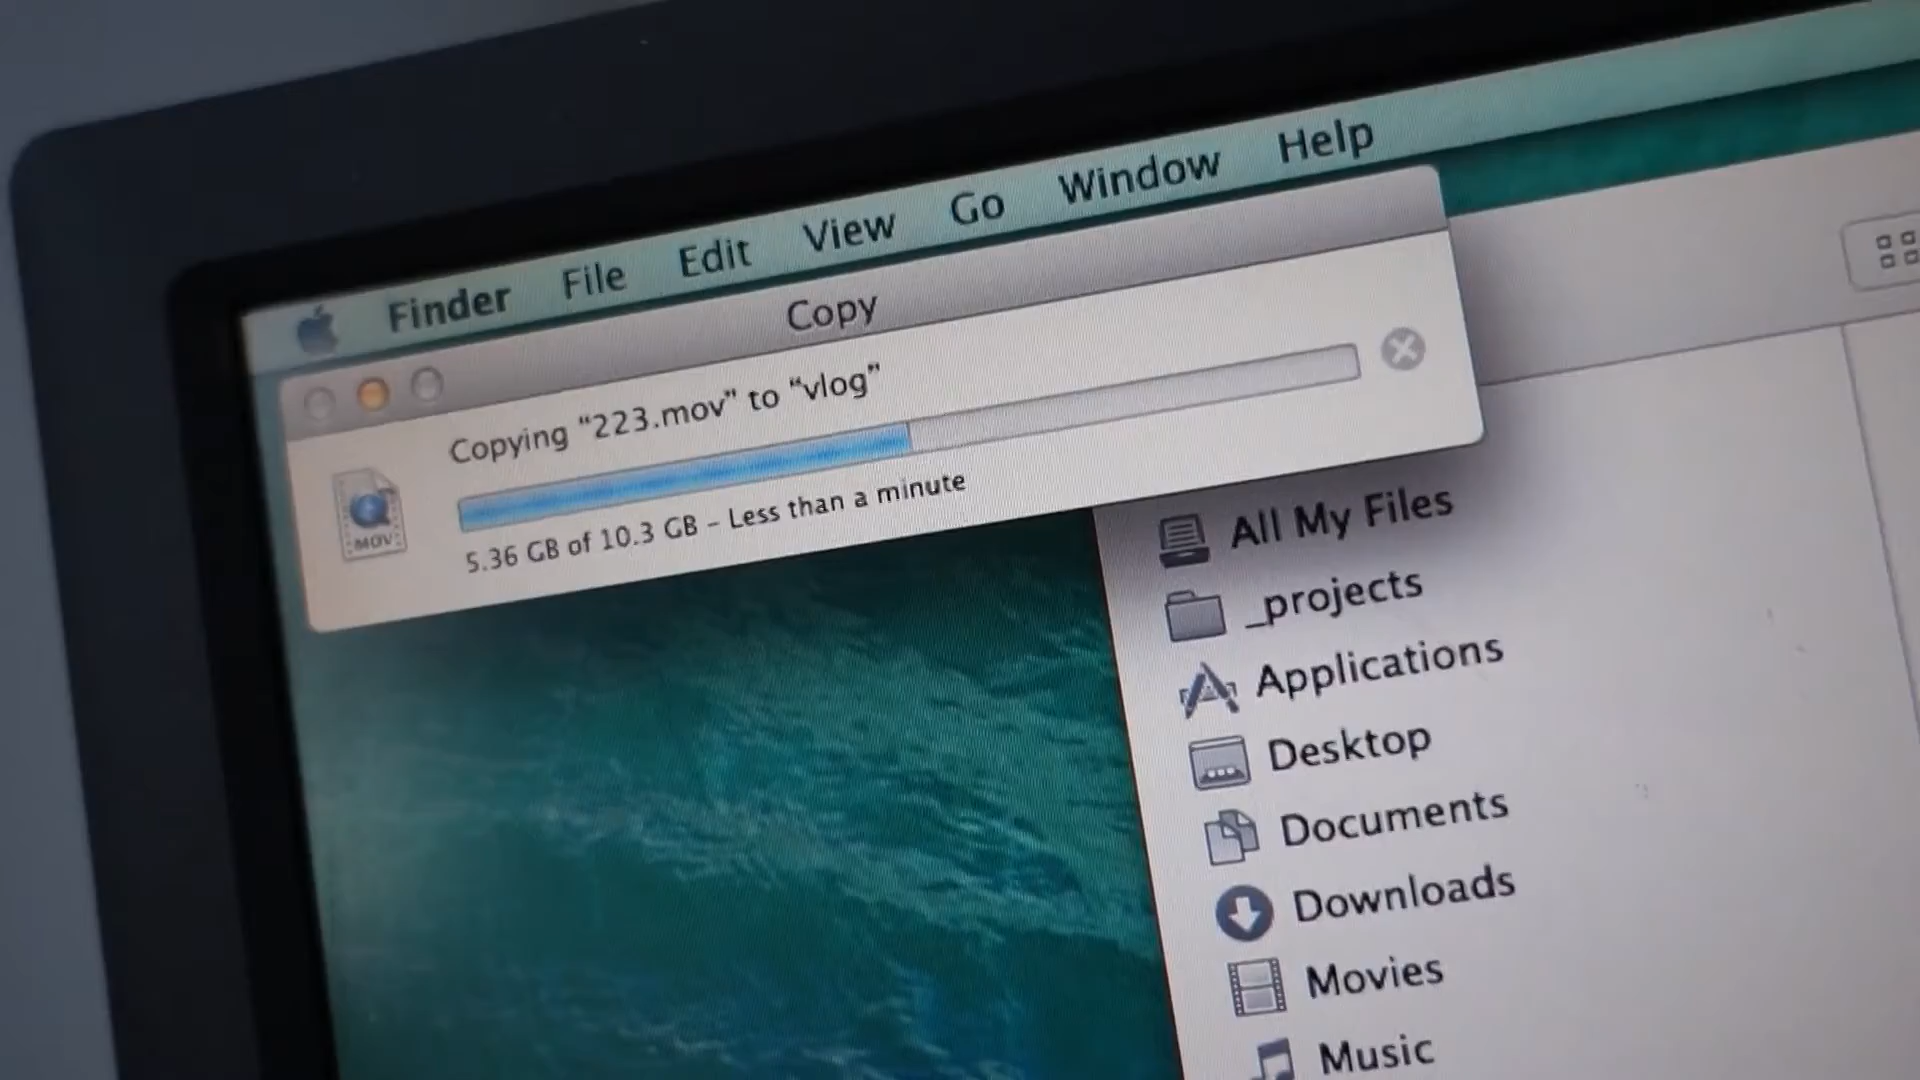 Finder File Edit View Go Window Help
Copy
Copying “223.mov” to “vlog”
MOV
5.36 GB of 10.3 GB – Less than a minute
All My Files
_projects
Applications
Desktop
Documents
Downloads
Movies
Music